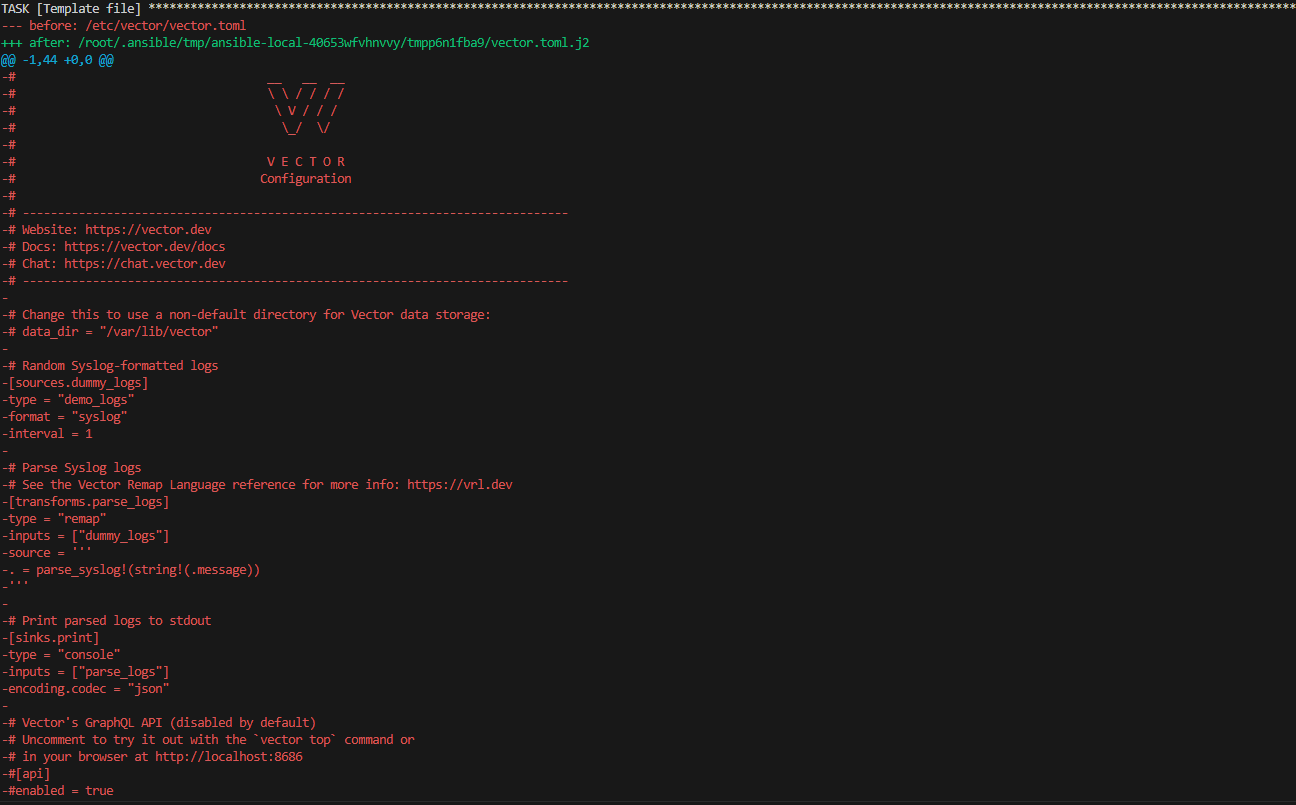 TASK [Template file] ********************************************************************************************************************************************************************
--- before: /etc/vector/vector.toml
+++ after: /root/.ansible/tmp/ansible-local-40653wfvhnvvy/tmpp6n1fba9/vector.toml.j2
@@ -1,44 +0,0 @@
-#                                    __   __  __
-#                                    \ \ / / / /
-#                                     \ V / / /
-#                                      \_/  \/
-#
-#                                    V E C T O R
-#                                   Configuration
-#
-# ------------------------------------------------------------------------------
-# Website: https://vector.dev
-# Docs: https://vector.dev/docs
-# Chat: https://chat.vector.dev
-# ------------------------------------------------------------------------------
-
-# Change this to use a non-default directory for Vector data storage:
-# data_dir = "/var/lib/vector"
-
-# Random Syslog-formatted logs
-[sources.dummy_logs]
-type = "demo_logs"
-format = "syslog"
-interval = 1
-
-# Parse Syslog logs
-# See the Vector Remap Language reference for more info: https://vrl.dev
-[transforms.parse_logs]
-type = "remap"
-inputs = ["dummy_logs"]
-source = '''
-. = parse_syslog!(string!(.message))
-'''
-
-# Print parsed logs to stdout
-[sinks.print]
-type = "console"
-inputs = ["parse_logs"]
-encoding.codec = "json"
-
-# Vector's GraphQL API (disabled by default)
-# Uncomment to try it out with the `vector top` command or
-# in your browser at http://localhost:8686
-#[api]
-#enabled = true